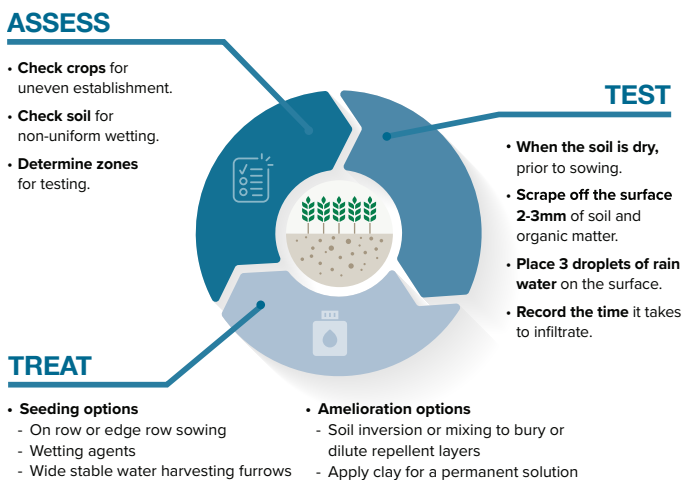 ASSESS
• Check crops for
uneven establishment.
• Check soil for
non-uniform wetting.
• Determine zones
for testing.
TEST
• When the soil is dry,
prior to sowing.
• Scrape off the surface
2-3mm of soil and
organic matter.
• Place 3 droplets of rain
water on the surface.
• Record the time it takes
to infiltrate.
TREAT
• Seeding options
- On row or edge row sowing
- Wetting agents
- Wide stable water harvesting furrows
• Amelioration options
- Soil inversion or mixing to bury or
dilute repellent layers
- Apply clay for a permanent solution